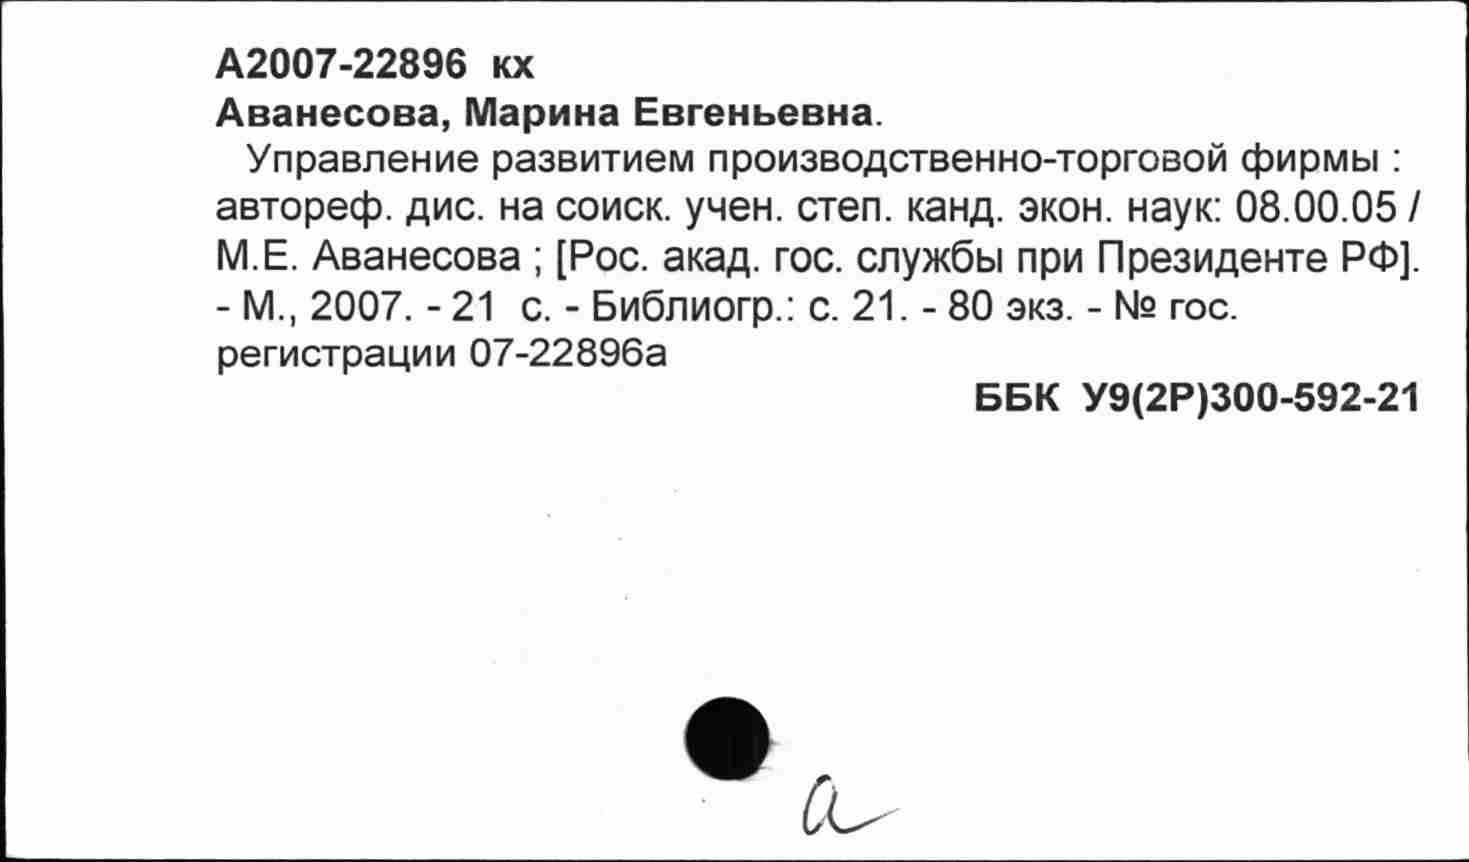 А2007-22896 кх
Аванесова, Марина Евгеньевна.
Управление развитием производственно-торговой фирмы :
автореф. дис. на соиск. учен. степ. канд. экон. наук: 08.00.05 /
М.Е. Аванесова ; [Рос. акад. гос. службы при Президенте РФ].
- М., 2007. - 21 с. - Библиогр.: с. 21. - 80 экз. - № гос.
регистрации 07-22896а
ББК У9(2Р)300-592-21
а